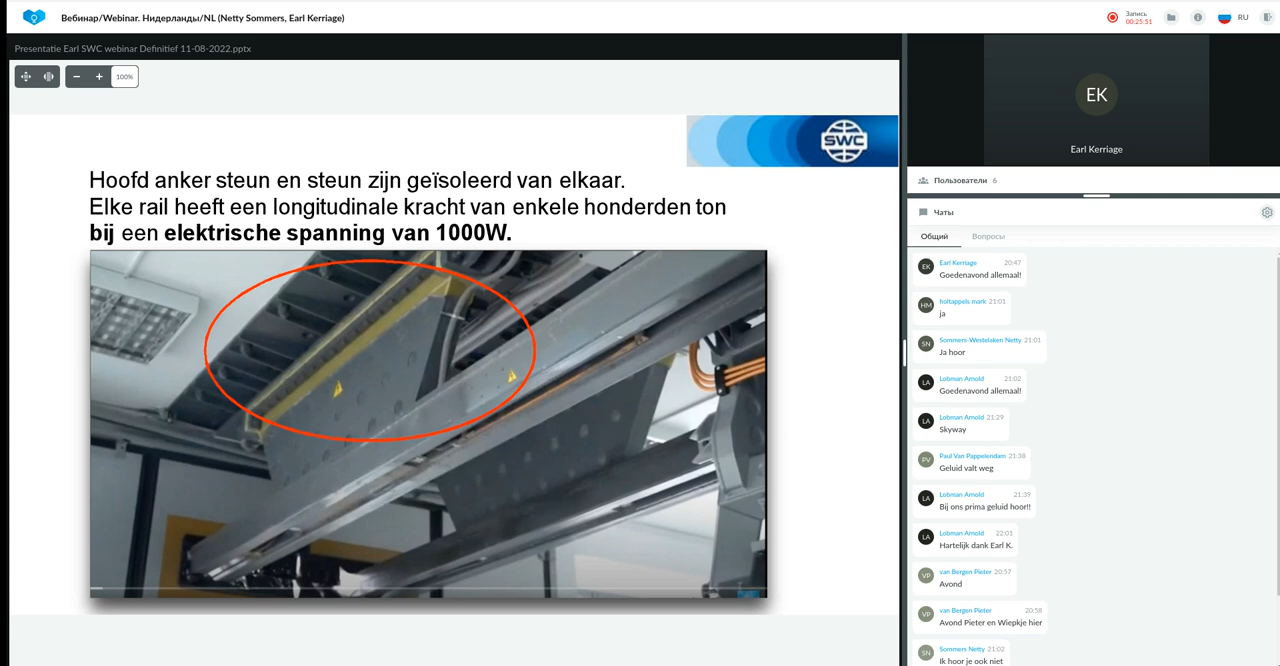 Вебинар/Webinar. Нидерланды/NL (Netty Sommers, Earl Kerriage)
Запись
00:25:51
RU
Presentatie Earl SWC webinar Definitief 11-08-2022.pptx
100%
SWC
Hoofd anker steun en steun zijn geïsoleerd van elkaar.
Elke rail heeft een longitudinale kracht van enkele honderden ton
bij een elektrische spanning van 1000W.
EK
Earl Kerriage
Пользователи 6
Чаты
Общий Вопросы
EK Earl Kerriage 20:47
Goedenavond allemaal!
HM holtappels mark 21:01
ja
SN Sommers-Westelaken Netty 21:01
Ja hoor
LA Lobman Arnold 21:02
Goedenavond allemaal!
LA Lobman Arnold 21:29
Skyway
PV Paul Van Pappelendam 21:38
Geluid valt weg
LA Lobman Arnold 21:39
Bij ons prima geluid hoor!!
LA Lobman Arnold 22:01
Hartelijk dank Earl K.
VP van Bergen Pieter 20:57
Avond
VP van Bergen Pieter 20:58
Avond Pieter en Wiepkje hier
SN Sommers Netty 21:02
Ik hoor je ook niet